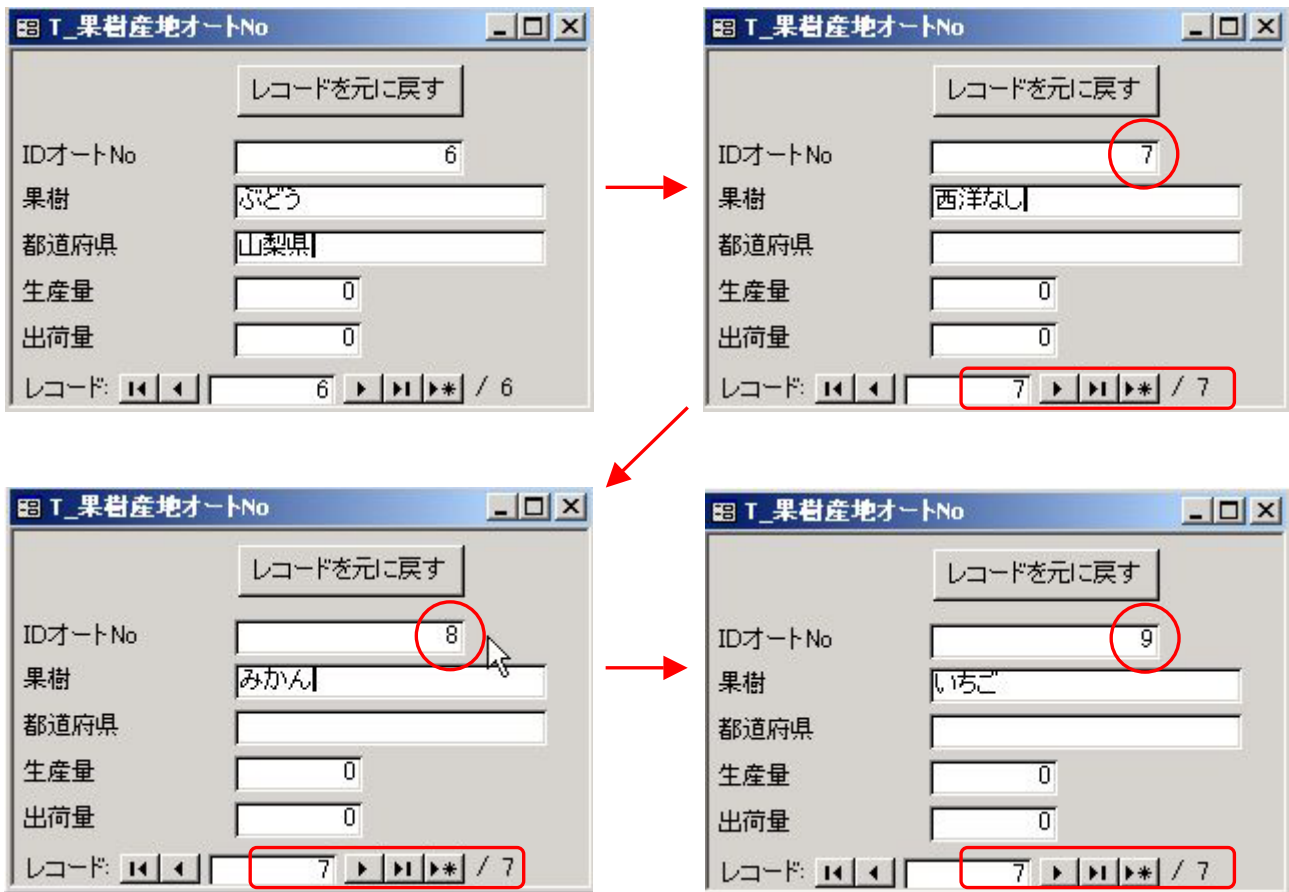 T_果樹産地オートNo
レコードを元に戻す
IDオートNo 6
果樹 ぶどう
都道府県 山梨県
生産量 0
出荷量 0
レコード: 6 / 6
T_果樹産地オートNo
レコードを元に戻す
IDオートNo 7
果樹 西洋なし
都道府県
生産量 0
出荷量 0
レコード: 7 / 7
T_果樹産地オートNo
レコードを元に戻す
IDオートNo 8
果樹 みかん
都道府県
生産量 0
出荷量 0
レコード: 7 / 7
T_果樹産地オートNo
レコードを元に戻す
IDオートNo 9
果樹 いちご
都道府県
生産量 0
出荷量 0
レコード: 7 / 7